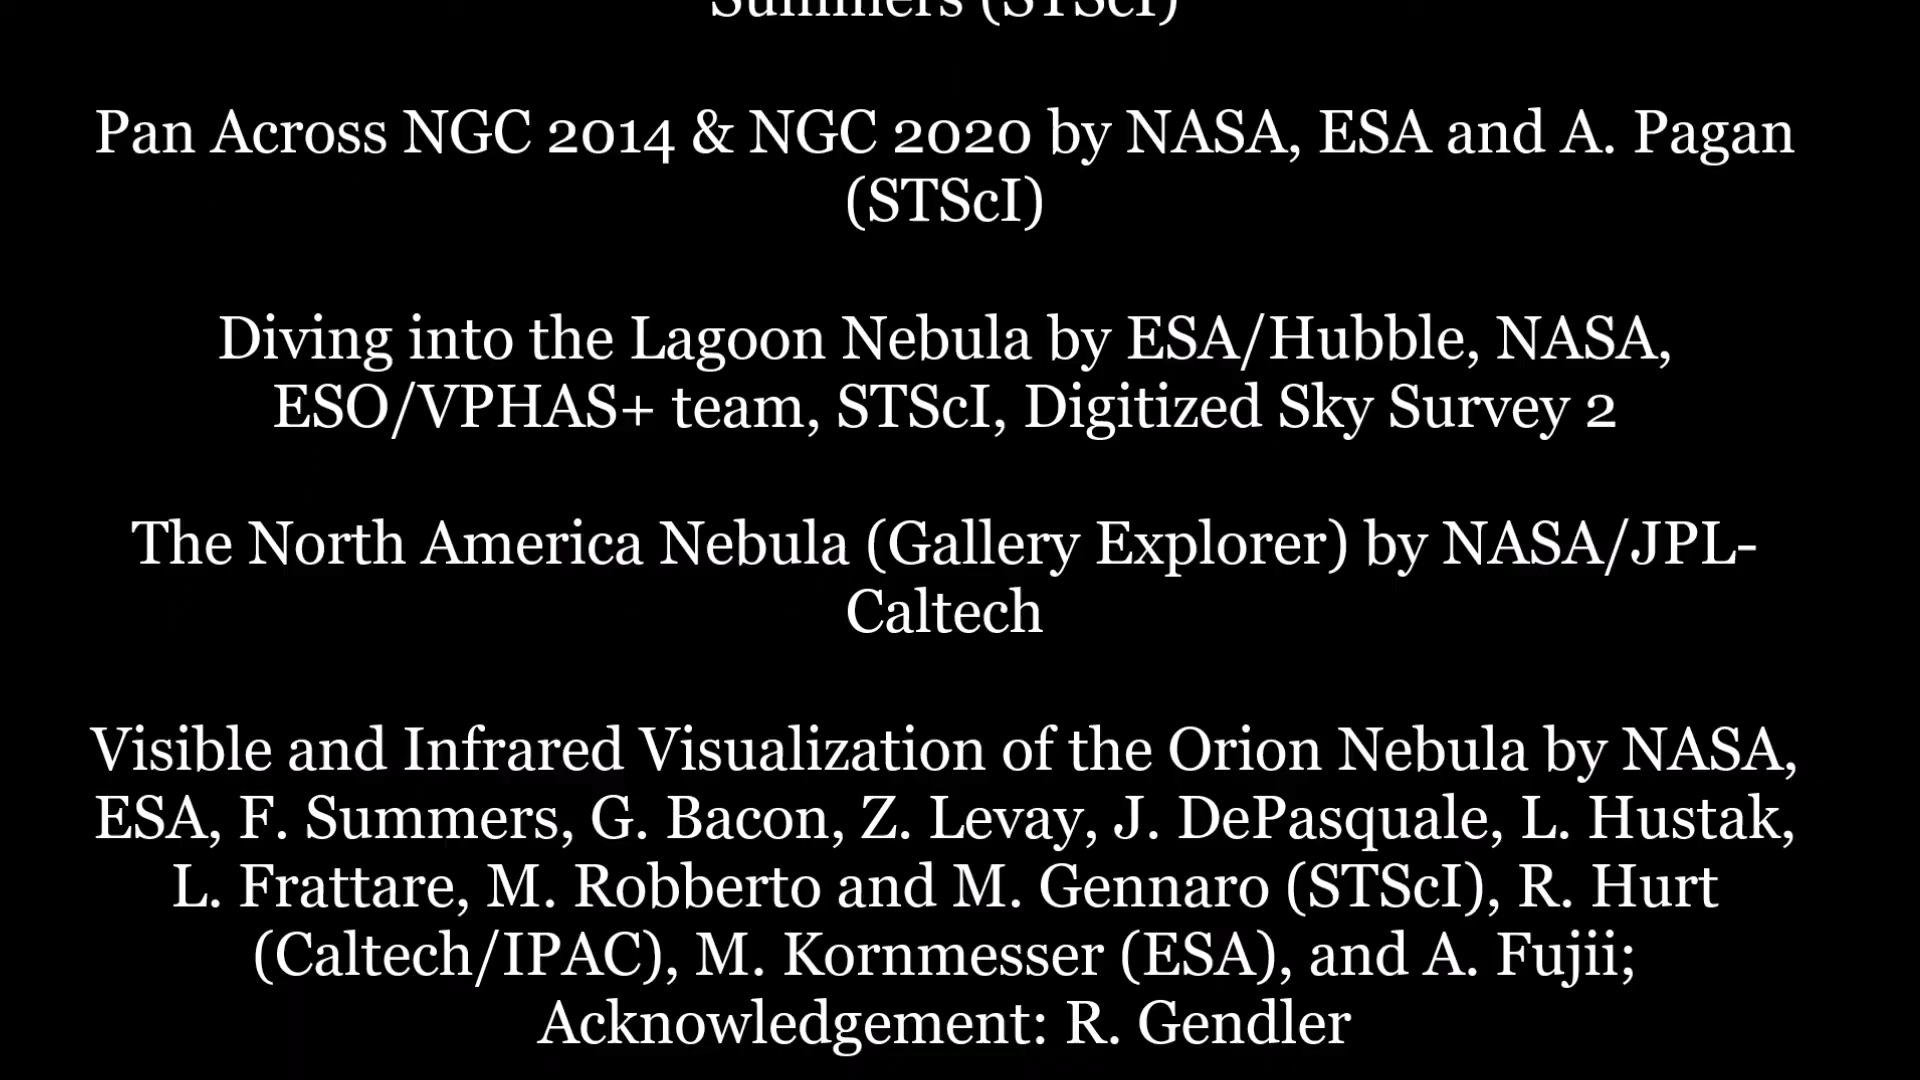 Summers (STScI)
Pan Across NGC 2014 & NGC 2020 by NASA, ESA and A. Pagan
(STScI)
Diving into the Lagoon Nebula by ESA/Hubble, NASA,
ESO/VPHAS+ team, STScI, Digitized Sky Survey 2
The North America Nebula (Gallery Explorer) by NASA/JPL-
Caltech
Visible and Infrared Visualization of the Orion Nebula by NASA,
ESA, F. Summers, G. Bacon, Z. Levay, J. DePasquale, L. Hustak,
L. Frattare, M. Robberto and M. Gennaro (STScI), R. Hurt
(Caltech/IPAC), M. Kornmesser (ESA), and A. Fujii;
Acknowledgement: R. Gendler